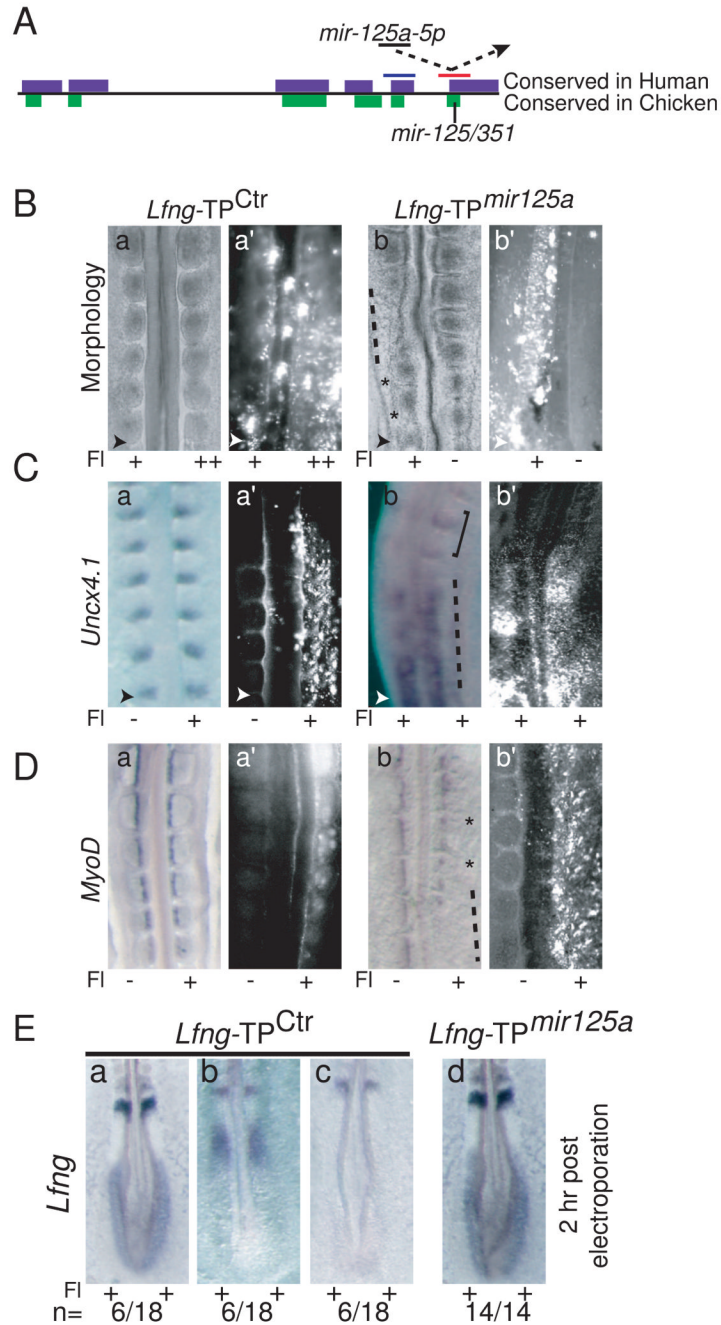 A
mir-125a-5p
Conserved in Human
Conserved in Chicken
mir-125/351
B
Lfng-TPCtr
Lfng-TPmir125a
Morphology
a
a'
b
b'
Fl + ++ + ++ + - + -
C
Uncx4.1
a
a'
b
b'
Fl - + - + + + + +
D
MyoD
a
a'
b
b'
* *
Fl - + - + - + - +
E
Lfng-TPCtr
Lfng-TPmir125a
Lfng
a
b
c
d
2 hr post
electroporation
Fl + + + + + + + +
n= 6/18 6/18 6/18 14/14